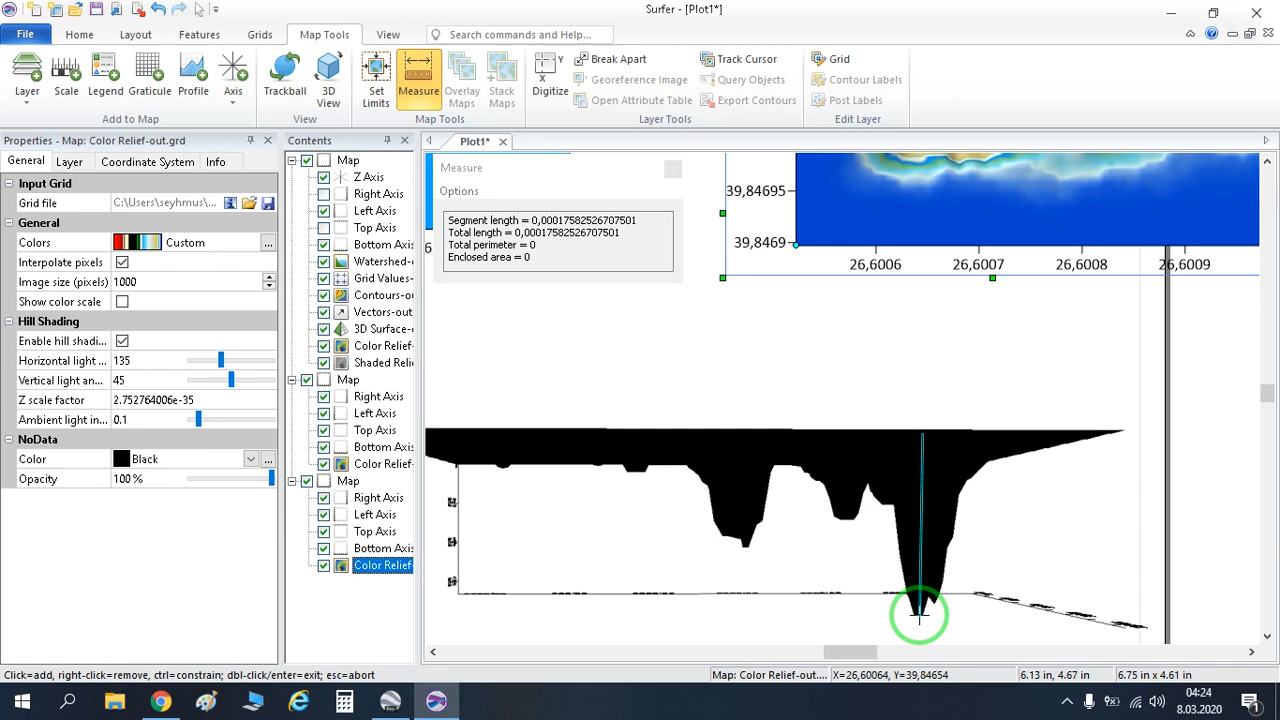 Surfer - [Plot1*]
File Home Layout Features Grids Map Tools View Search commands and Help...
Layer Scale Legend Graticule Profile Axis
Add to Map
Trackball 3D View
View
Set Limits Measure Overlay Maps Stack Maps
Map Tools
Digitize
Break Apart
Georeference Image
Open Attribute Table
Track Cursor
Query Objects
Export Contours
Layer Tools
Grid
Contour Labels
Post Labels
Edit Layer
Properties - Map: Color Relief-out.grd
General Layer Coordinate System Info
Input Grid
Grid file C:\Users\seyhmus\...
General
Colors Custom ...
Interpolate pixels
Image size (pixels) 1000
Show color scale
Hill Shading
Enable hill shadi...
Horizontal light ... 135
Vertical light an... 45
Z scale factor 2.752764006e-35
Ambient light in... 0.1
NoData
Color Black ...
Opacity 100 %
Contents
Map
Z Axis
Right Axis
Left Axis
Top Axis
Bottom Axis
Watershed-
Grid Values-
Contours-o
Vectors-out
3D Surface-
Color Relief
Shaded Reli
Map
Right Axis
Left Axis
Top Axis
Bottom Axis
Color Relief
Map
Right Axis
Left Axis
Top Axis
Bottom Axis
Color Relief-
Plot1*
Measure
Options
Segment length = 0,00017582526707501
Total length = 0,00017582526707501
Total perimeter = 0
Enclosed area = 0
6
39,84695
39,8469
26,6006 26,6007 26,6008 26,6009
Click=add, right-click=remove, ctrl=constrain; dbl-click/enter=exit; esc=abort
Map: Color Relief-out....
X=26,60064, Y=39,84654
6.13 in, 4.67 in
6.75 in x 4.61 in
04:24
8.03.2020